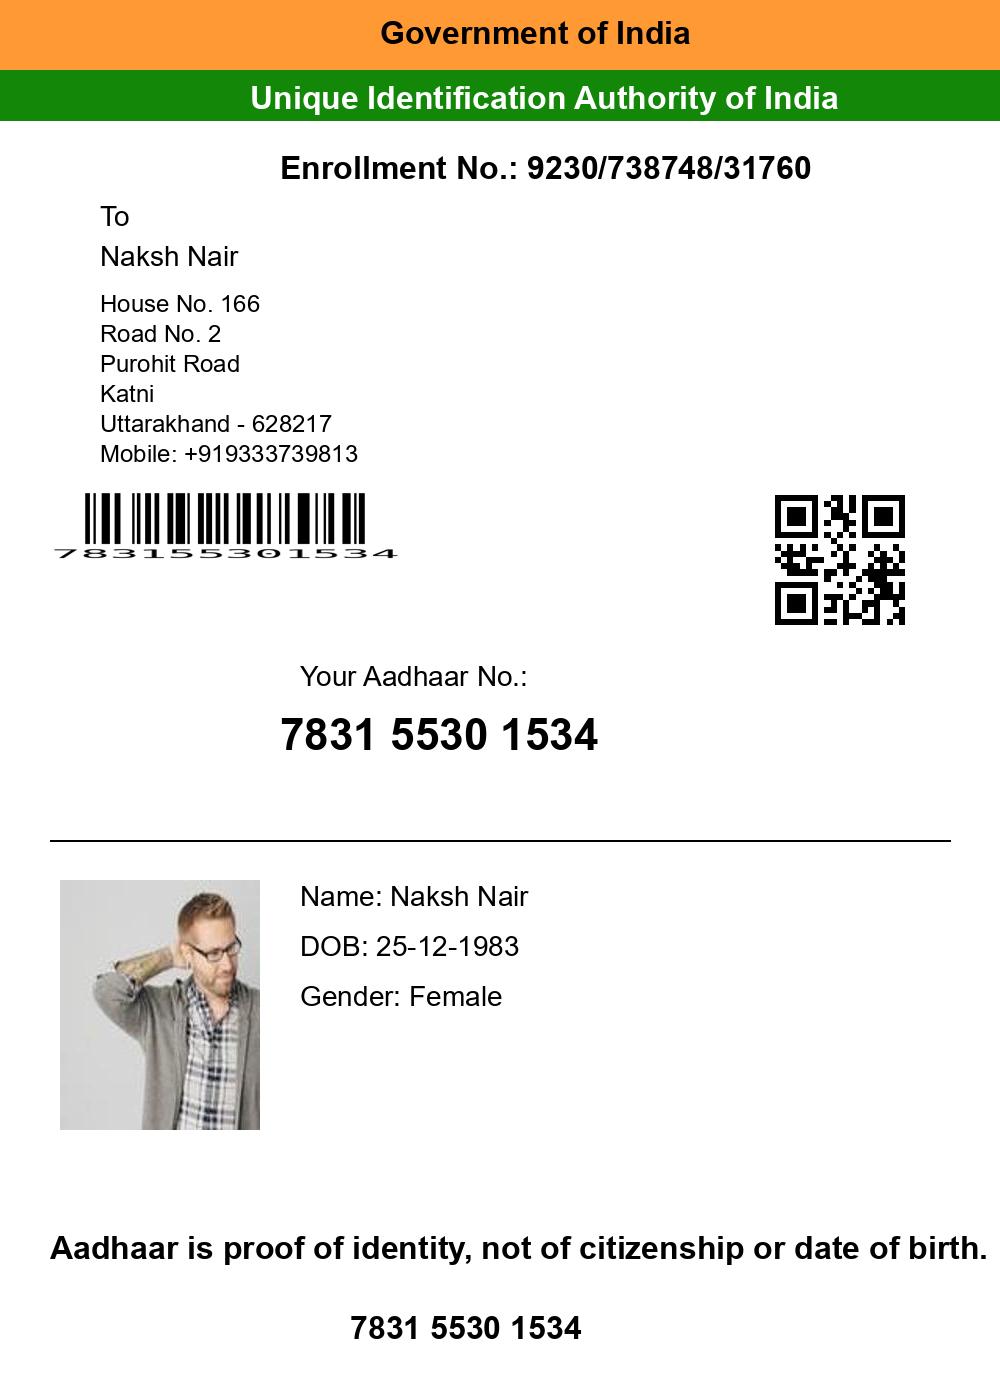 Government of India
Unique Identification Authority of India
Enrollment No.: 9230/738748/31760
To
Naksh Nair
House No. 166
Road No. 2
Purohit Road
Katni
Uttarakhand - 628217
Mobile: +919333739813
783155301534
Your Aadhaar No.:
7831 5530 1534
Name: Naksh Nair
DOB: 25-12-1983
Gender: Female
Aadhaar is proof of identity, not of citizenship or date of birth.
7831 5530 1534